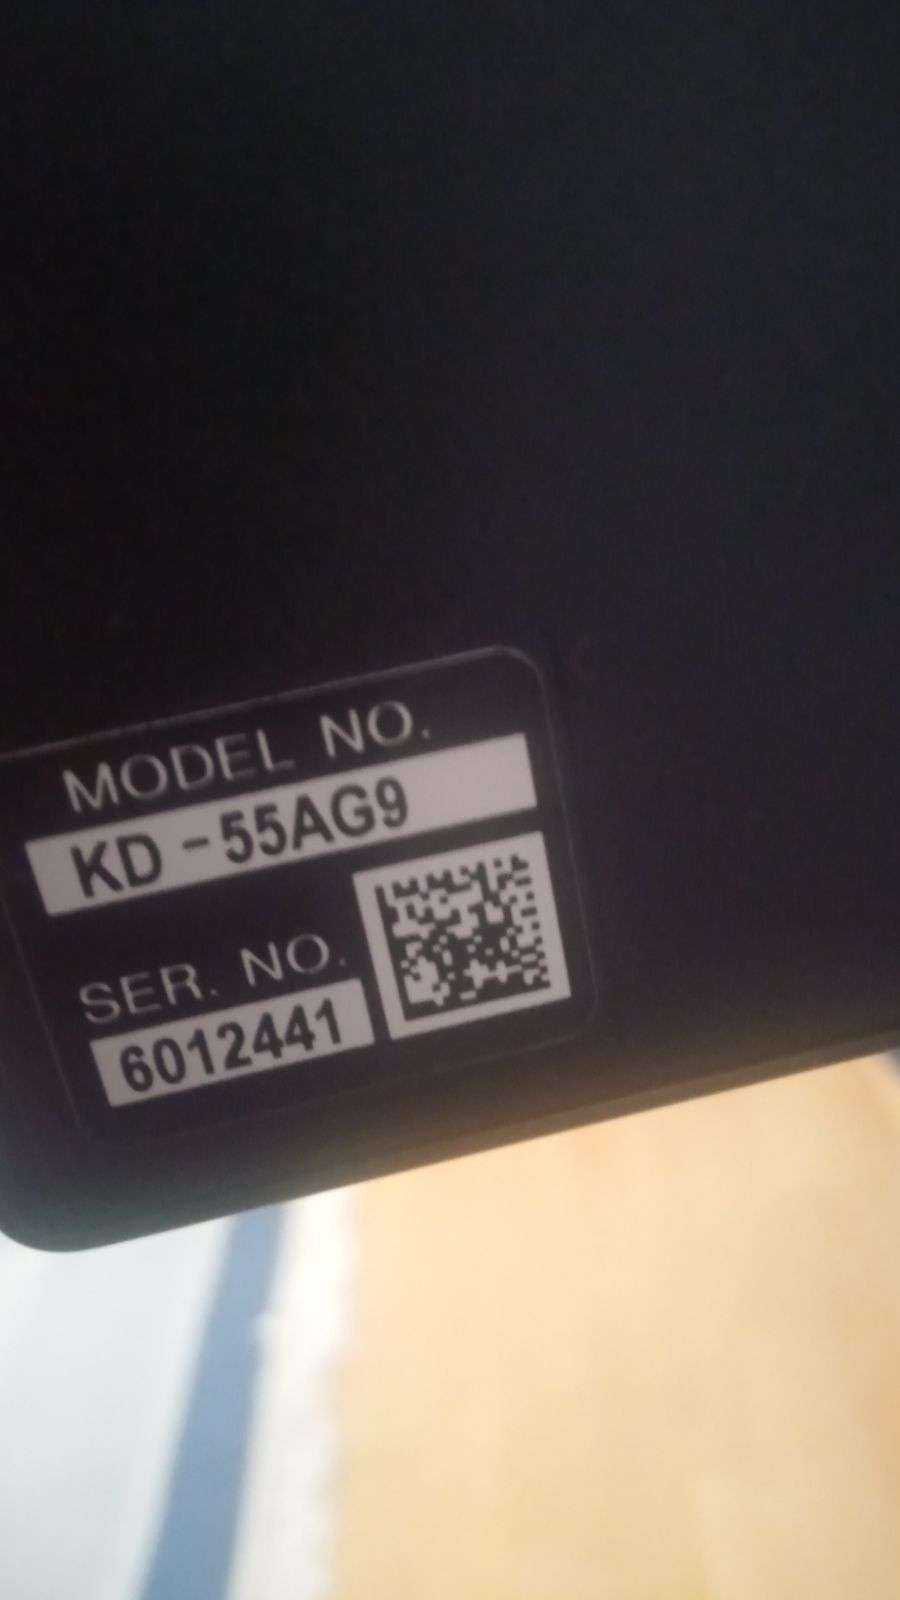 MODEL NO.
KD-55AG9
SER. NO.
6012441